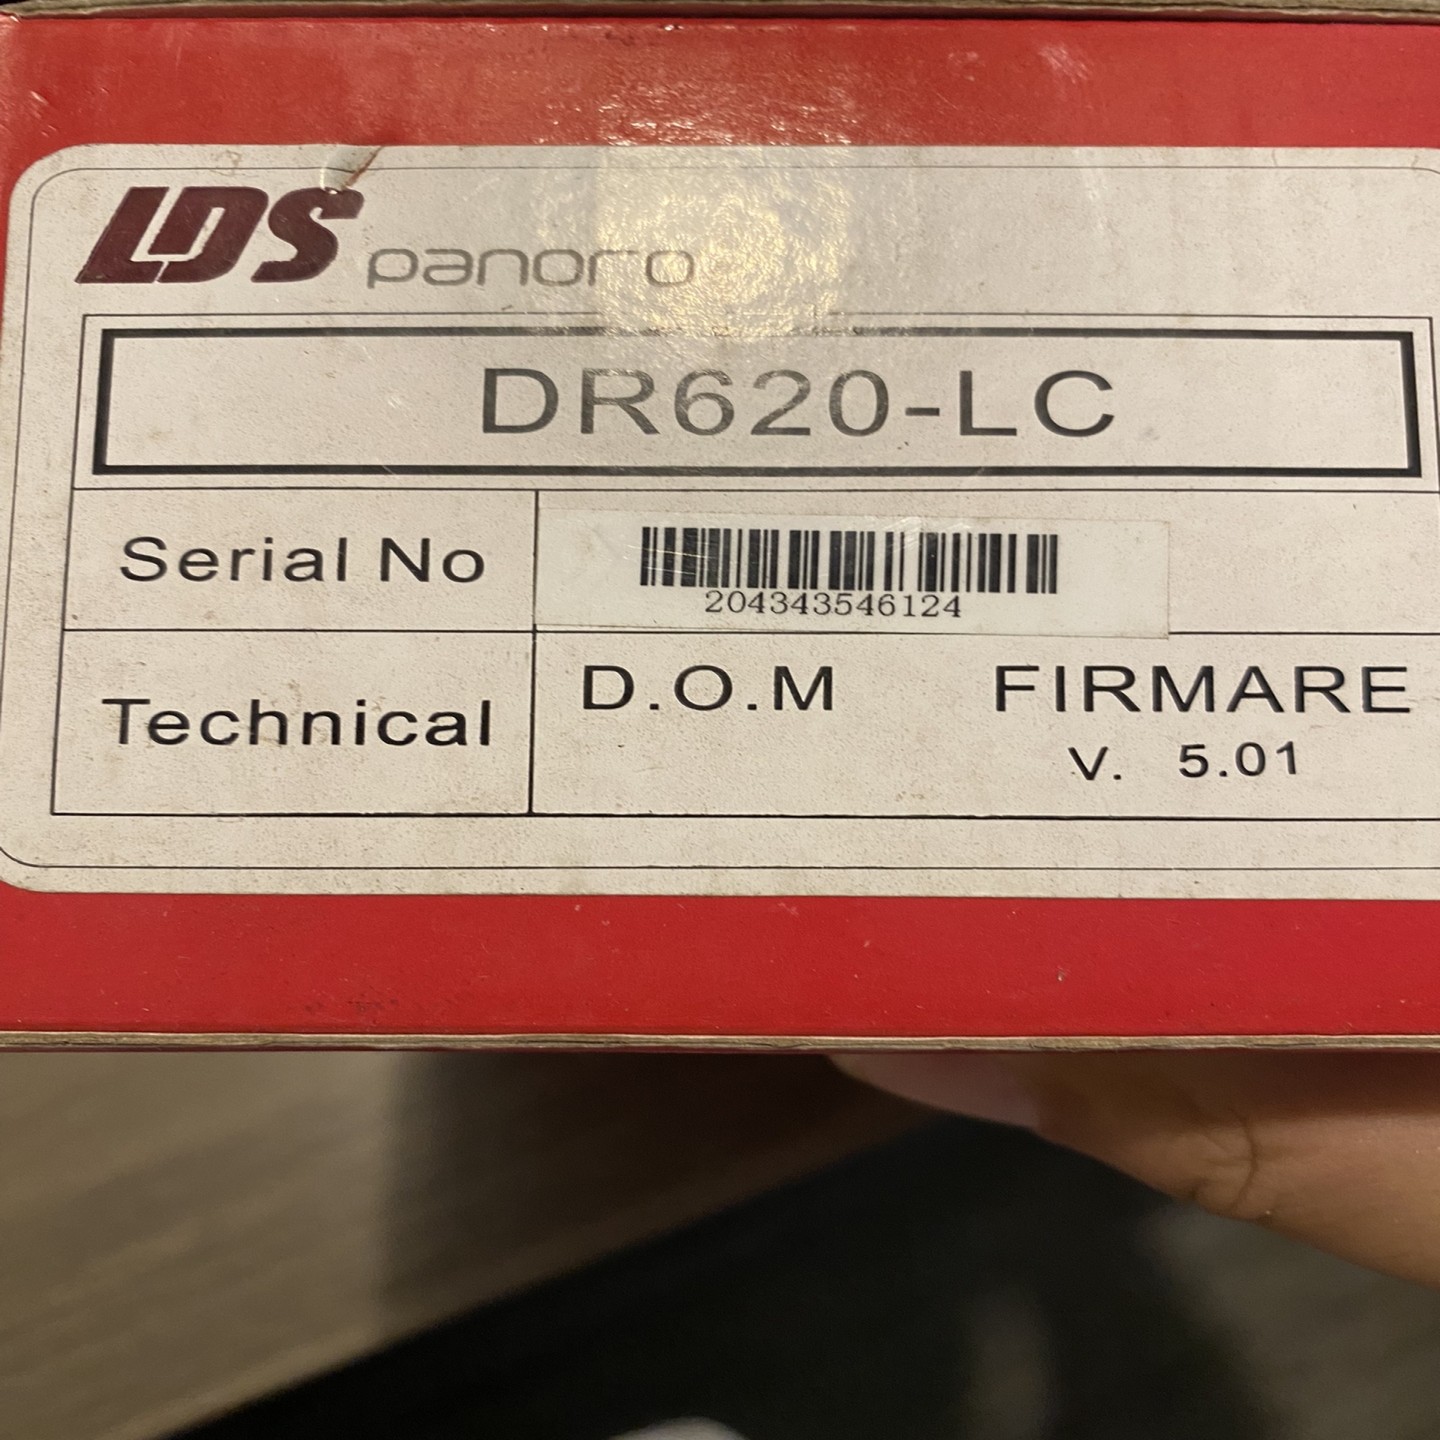 LDS panoro
DR620-LC
Serial No
204343546124
Technical
D.O.M FIRMARE
V. 5.01